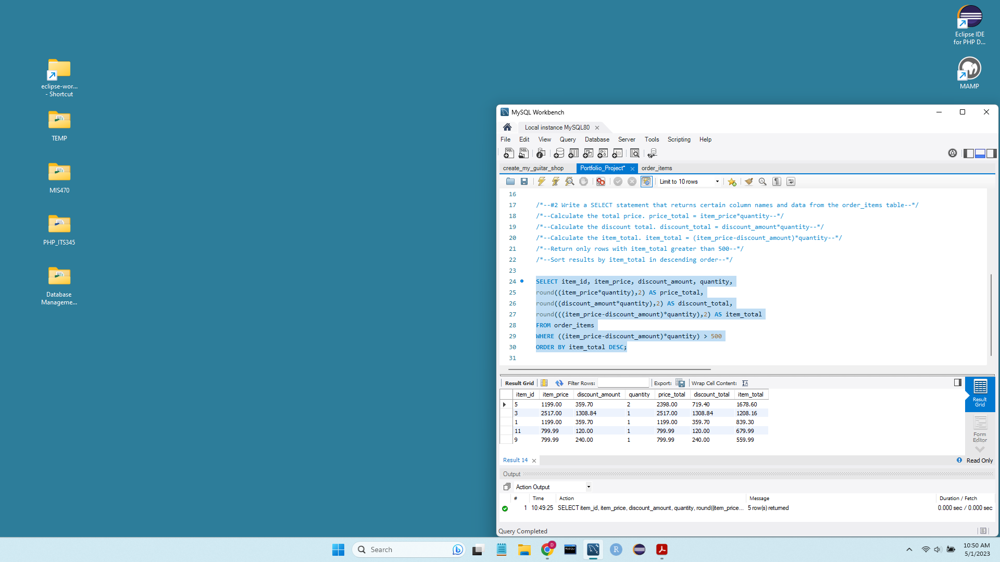 Eclipse IDE
for PHP D...
MAMP
eclipse-wor...
- Shortcut
TEMP
MIS470
PHP_ITS345
Database
Manageme...
MySQL Workbench
Local instance MySQL80
File Edit View Query Database Server Tools Scripting Help
create_my_guitar_shop Portfolio_Project* order_items
Limit to 10 rows
16
17 /*--#2 Write a SELECT statement that returns certain column names and data from the order_items table--*/
18 /*--Calculate the total price. price_total = item_price*quantity--*/
19 /*--Calculate the discount total. discount_total = discount_amount*quantity--*/
20 /*--Calculate the item_total. item_total = (item_price-discount_amount)*quantity--*/
21 /*--Return only rows with item_total greater than 500--*/
22 /*--Sort results by item_total in descending order--*/
23
24 SELECT item_id, item_price, discount_amount, quantity,
25 round((item_price*quantity),2) AS price_total,
26 round((discount_amount*quantity),2) AS discount_total,
27 round(((item_price-discount_amount)*quantity),2) AS item_total
28 FROM order_items
29 WHERE ((item_price-discount_amount)*quantity) > 500
30 ORDER BY item_total DESC;
31
Result Grid Filter Rows: Export: Wrap Cell Content:
item_id item_price discount_amount quantity price_total discount_total item_total
5 1199.00 359.70 2 2398.00 719.40 1678.60
3 2517.00 1308.84 1 2517.00 1308.84 1208.16
1 1199.00 359.70 1 1199.00 359.70 839.30
11 799.99 120.00 1 799.99 120.00 679.99
9 799.99 240.00 1 799.99 240.00 559.99
Result
Grid
Form
Editor
Result 14
Read Only
Output
Action Output
# Time Action Message Duration / Fetch
1 10:49:25 SELECT item_id, item_price, discount_amount, quantity, round((item_price... 5 row(s) returned 0.000 sec / 0.000 sec
Query Completed
Search
10:50 AM
5/1/2023